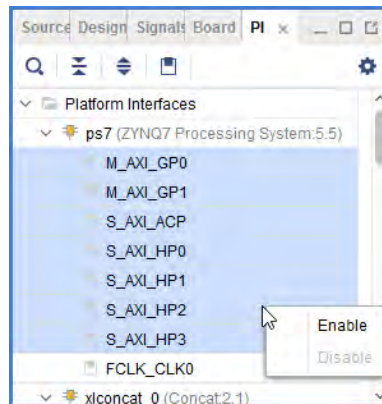 Source Design Signals Board PI
Platform Interfaces
ps7 (ZYNQ7 Processing System:5.5)
M_AXI_GP0
M_AXI_GP1
S_AXI_ACP
S_AXI_HP0
S_AXI_HP1
S_AXI_HP2
S_AXI_HP3
Enable
Disable
FCLK_CLK0
xlconcat_0 (Concat:2.1)